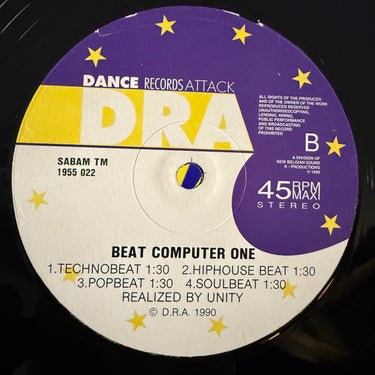 DANCE RECORDS ATTACK
DRA
ALL RIGHTS OF THE PRODUCER
AND OF THE OWNER OF THE WORK
REPRODUCED RESERVED
UNAUTHORISEDCOPYING,
LENDING, HIRING,
PUBLIC PERFORMANCE
AND BROADCASTING
OF THIS RECORD
PROHIBITED
B
SABAM TM
1955 022
A DIVISION OF
NEW BELGIAN SOUND
K - PRODUCTIONS
© 1990
45 RPM
MAXI
STEREO
BEAT COMPUTER ONE
1.TECHNOBEAT 1:30 2.HIPHOUSE BEAT 1:30
3.POPBEAT 1:30 4.SOULBEAT 1:30
REALIZED BY UNITY
© D.R.A. 1990